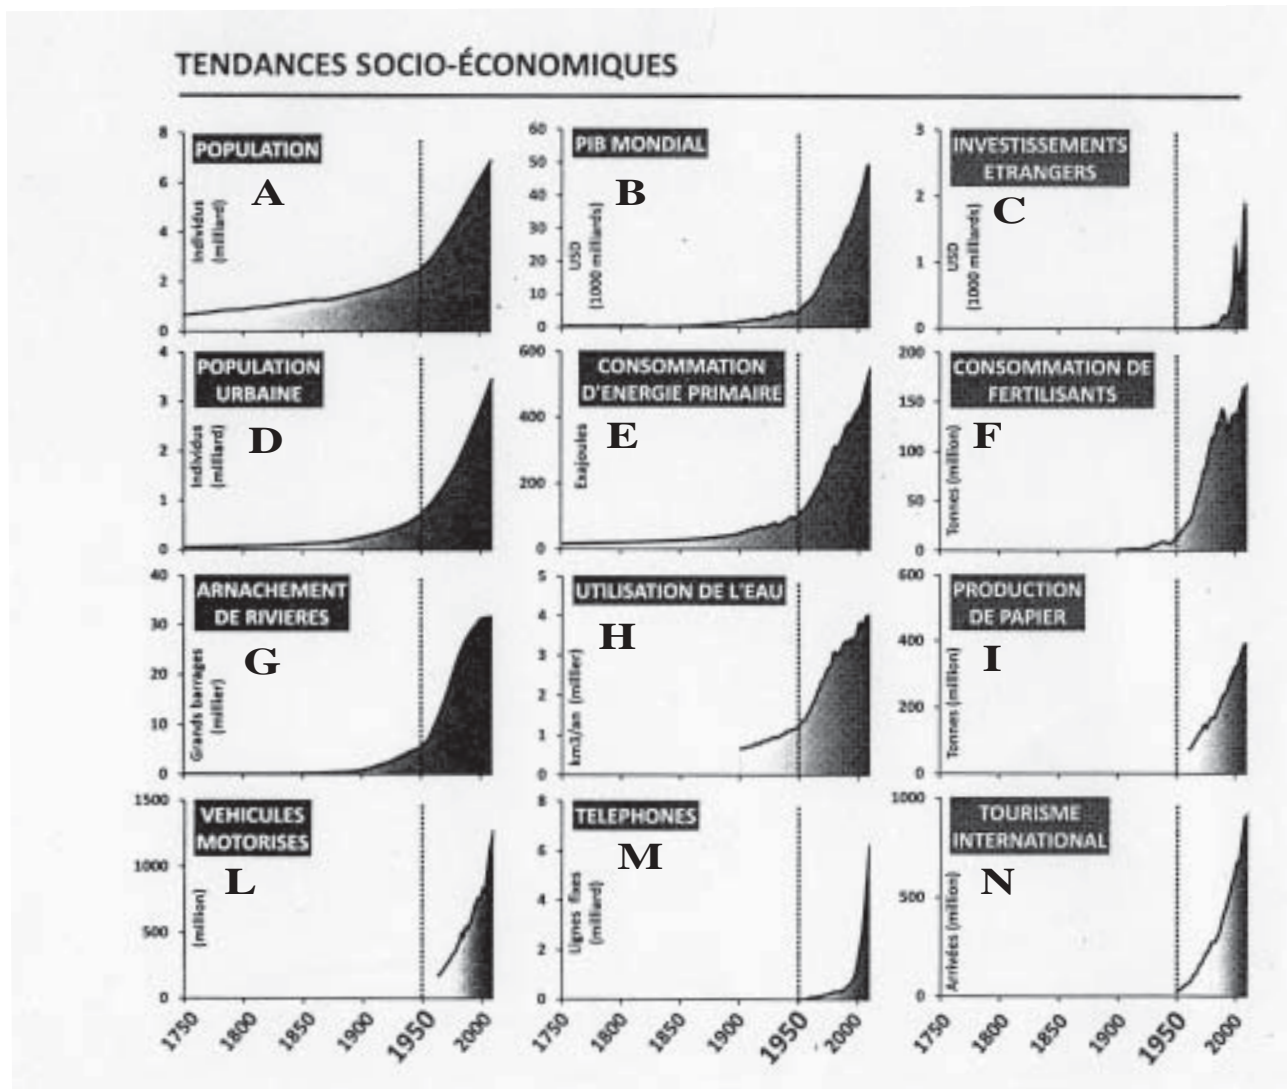 TENDANCES SOCIO-ÉCONOMIQUES
8
6
4
2
0
Individus
(milliard)
POPULATION
A
60
50
40
30
20
10
0
USD
(1000 milliards)
PIB MONDIAL
B
3
2
1
0
USD
(1000 milliards)
INVESTISSEMENTS
ETRANGERS
C
4
3
2
1
0
Individus
(milliard)
POPULATION
URBAINE
D
600
400
200
0
Exajoules
CONSOMMATION
D'ENERGIE PRIMAIRE
E
200
150
100
50
0
Tonnes (million)
CONSOMMATION DE
FERTILISANTS
F
40
30
20
10
0
Grands barrages
(millier)
ARNACHEMENT
DE RIVIERES
G
5
4
3
2
1
0
km3/an (millier)
UTILISATION DE L'EAU
H
600
400
200
0
Tonnes (million)
PRODUCTION
DE PAPIER
I
1500
1000
500
0
(million)
VEHICULES
MOTORISES
L
8
6
4
2
0
Lignes fixes
(milliard)
TELEPHONES
M
1000
500
0
Arrivées (million)
TOURISME
INTERNATIONAL
N
1750 1800 1850 1900 1950 2000
1750 1800 1850 1900 1950 2000
1750 1800 1850 1900 1950 2000